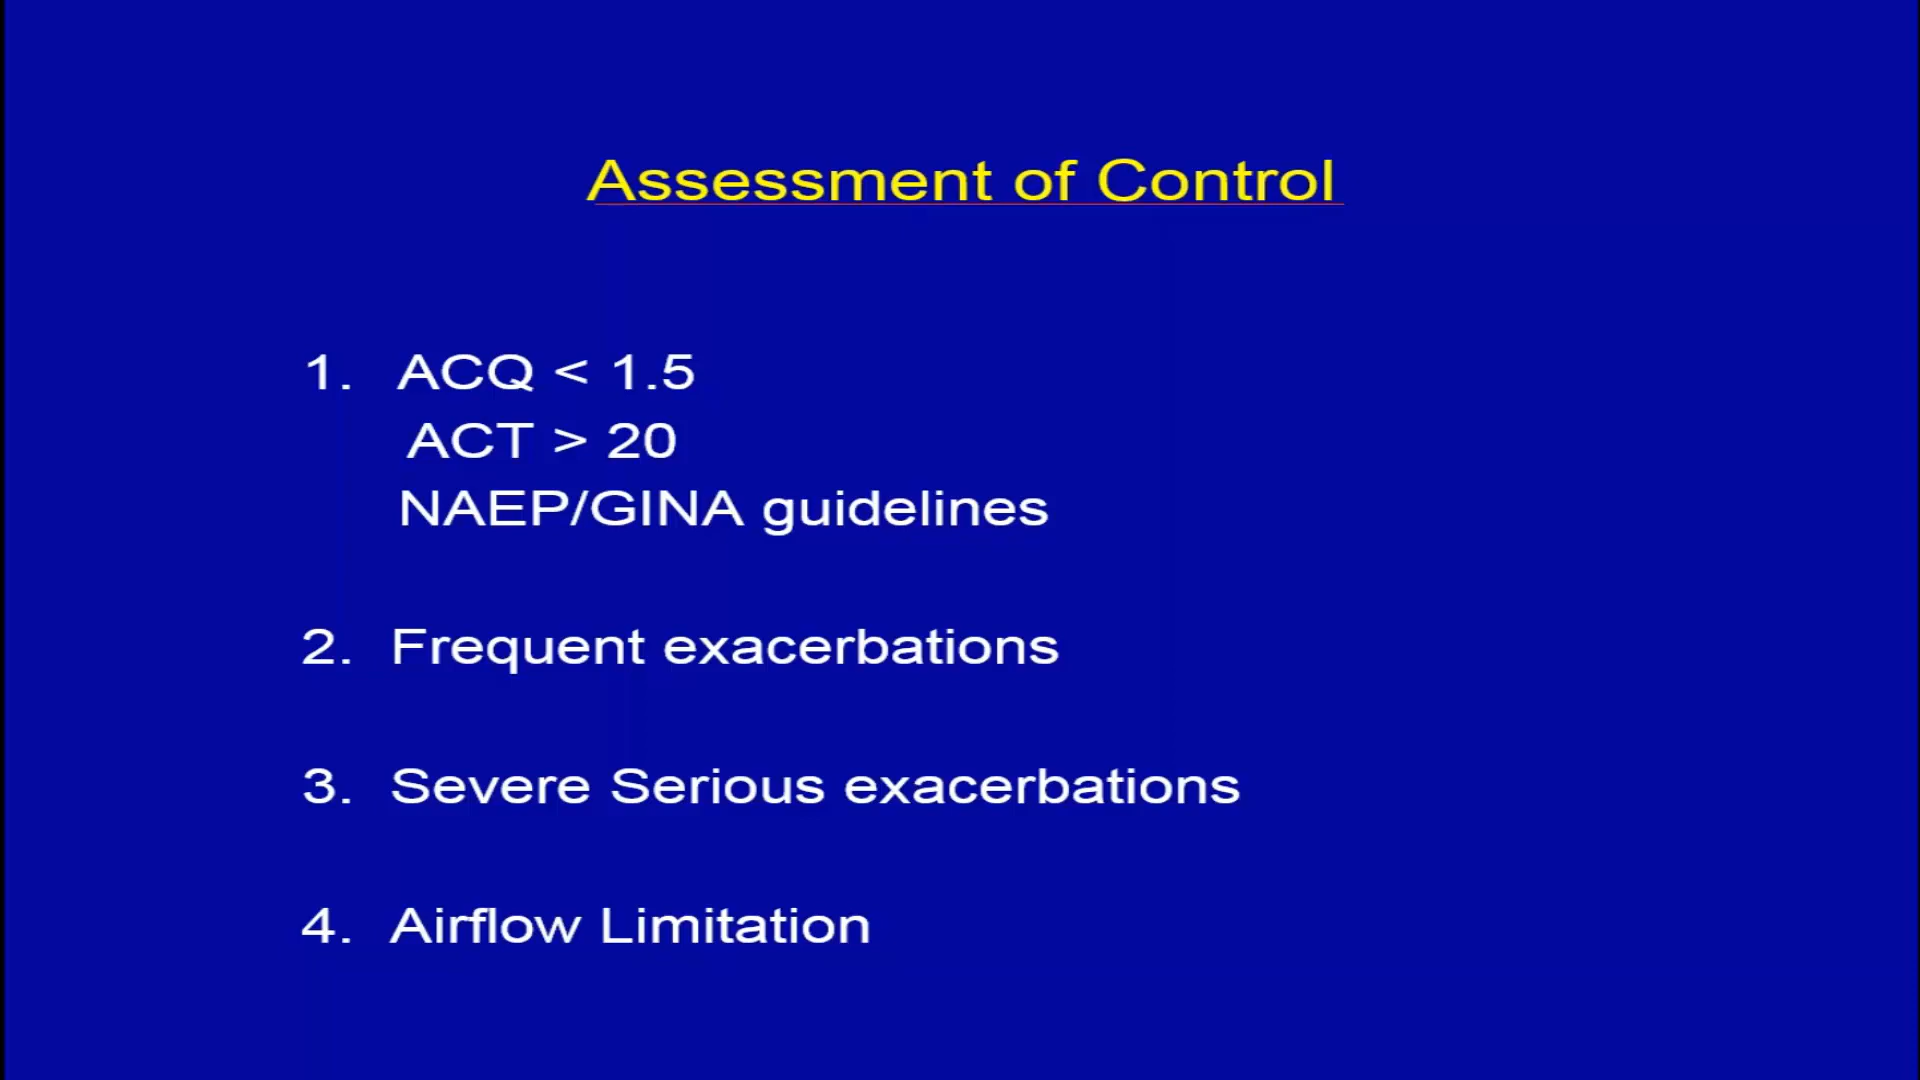 Assessment of Control
1. ACQ < 1.5
ACT > 20
NAEP/GINA guidelines
2. Frequent exacerbations
3. Severe Serious exacerbations
4. Airflow Limitation